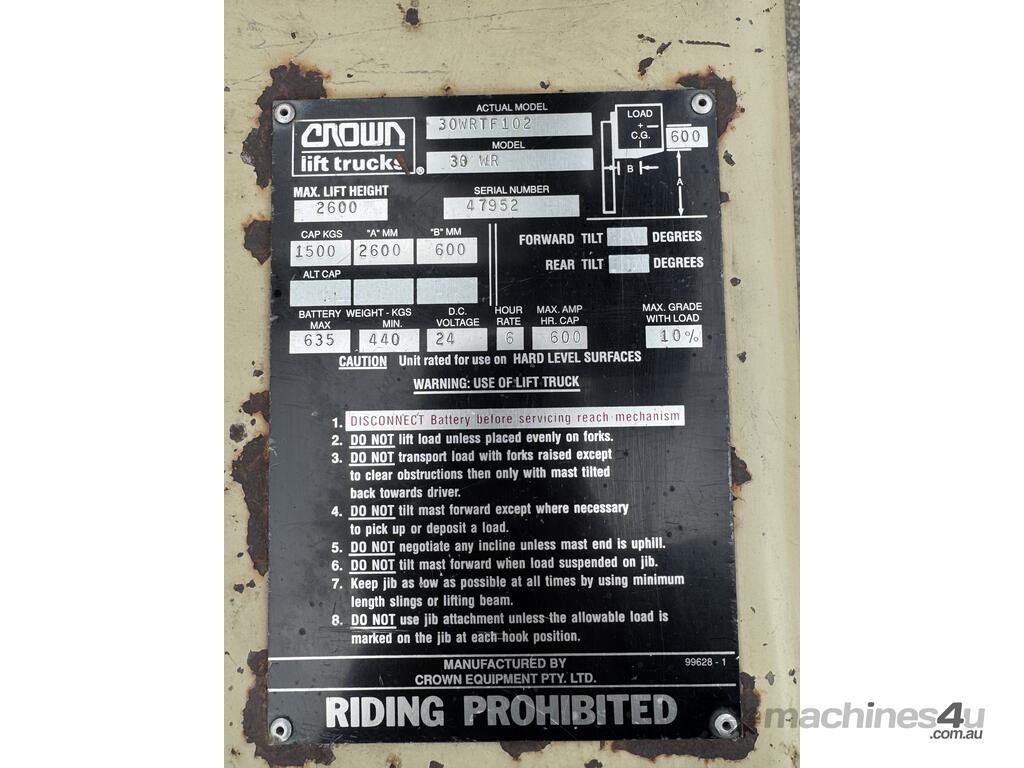 CROWN
lift trucks ®
ACTUAL MODEL
30WRTF102
MODEL
30 WR
LOAD
+
C.G.
600
B
A
MAX. LIFT HEIGHT
2600
SERIAL NUMBER
47952
CAP KGS "A" MM "B" MM
1500 2600 600
FORWARD TILT DEGREES
REAR TILT DEGREES
ALT CAP
BATTERY WEIGHT - KGS D.C. HOUR MAX. AMP MAX. GRADE
MAX MIN. VOLTAGE RATE HR. CAP WITH LOAD
635 440 24 6 600 10%
CAUTION Unit rated for use on HARD LEVEL SURFACES
WARNING: USE OF LIFT TRUCK
1. DISCONNECT Battery before servicing reach mechanism
2. DO NOT lift load unless placed evenly on forks.
3. DO NOT transport load with forks raised except
to clear obstructions then only with mast tilted
back towards driver.
4. DO NOT tilt mast forward except where necessary
to pick up or deposit a load.
5. DO NOT negotiate any incline unless mast end is uphill.
6. DO NOT tilt mast forward when load suspended on jib.
7. Keep jib as low as possible at all times by using minimum
length slings or lifting beam.
8. DO NOT use jib attachment unless the allowable load is
marked on the jib at each hook position.
MANUFACTURED BY 99628 - 1
CROWN EQUIPMENT PTY. LTD.
RIDING PROHIBITED
machines4u
.com.au